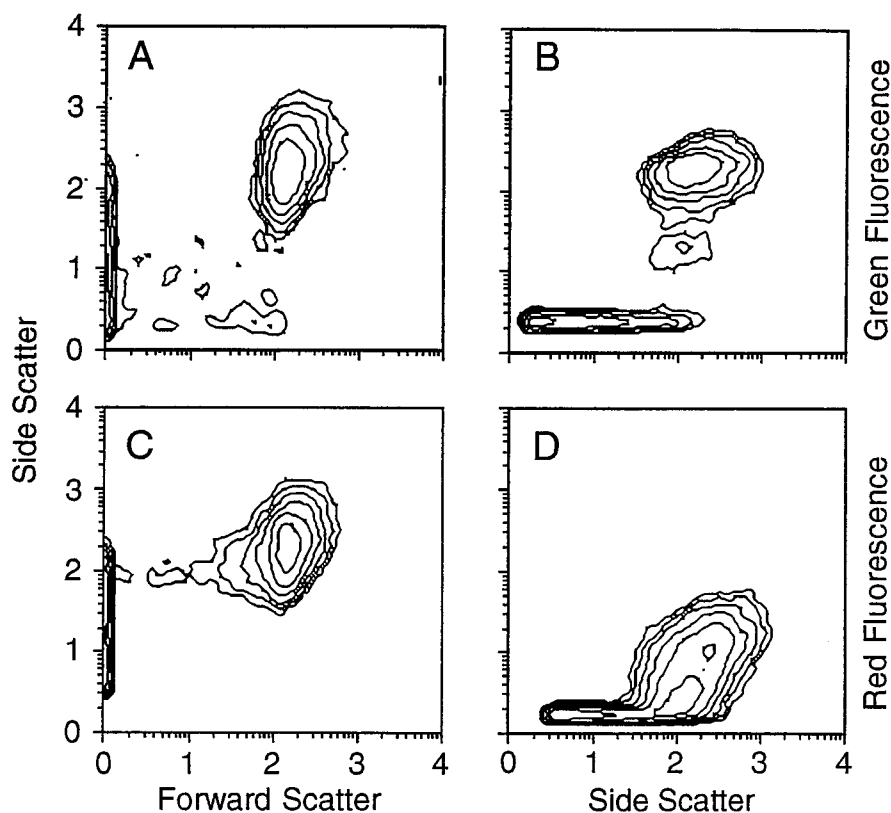 4
3
2
1
0
A
B
Green Fluorescence
Side Scatter
4
3
2
1
0
C
D
Red Fluorescence
0 1 2 3 4
0 1 2 3 4
Forward Scatter
Side Scatter